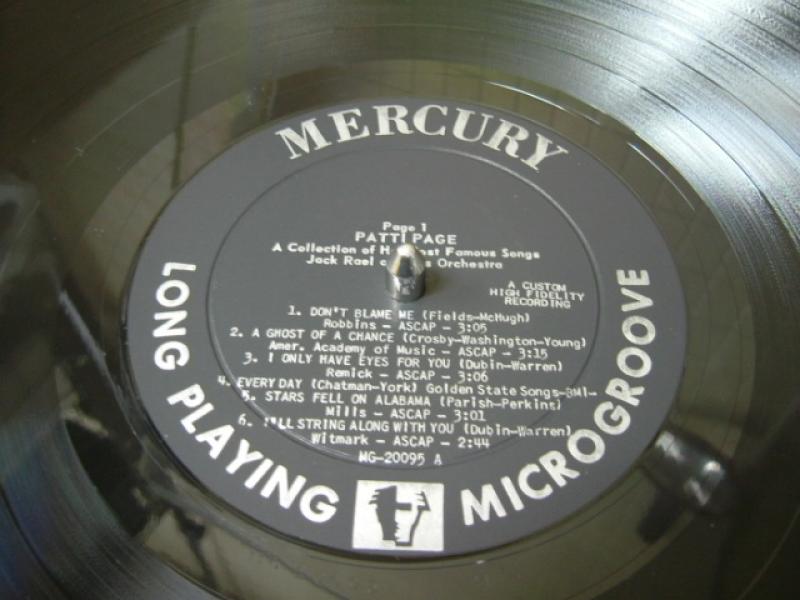 MERCURY
Page 1
PATTI PAGE
A Collection of Most Famous Songs
Jack Rael Orchestra
A CUSTOM
HIGH FIDELITY
RECORDING
1. DON'T BLAME ME (Fields-McHugh)
Robbins - ASCAP - 3:05
2. A GHOST OF A CHANCE (Crosby-Washington-Young)
Amer. Academy of Music - ASCAP - 3:15
3. I ONLY HAVE EYES FOR YOU (Dubin-Warren)
Remick - ASCAP - 3:06
4. EVERY DAY (Chatman-York) Golden State Songs-BMI-
5. STARS FELL ON ALABAMA (Parish-Perkins)
Mills - ASCAP - 3:01
6. I'LL STRING ALONG WITH YOU (Dubin-Warren)
Witmark - ASCAP - 2:44
MG-20095 A
LONG PLAYING MICROGROOVE